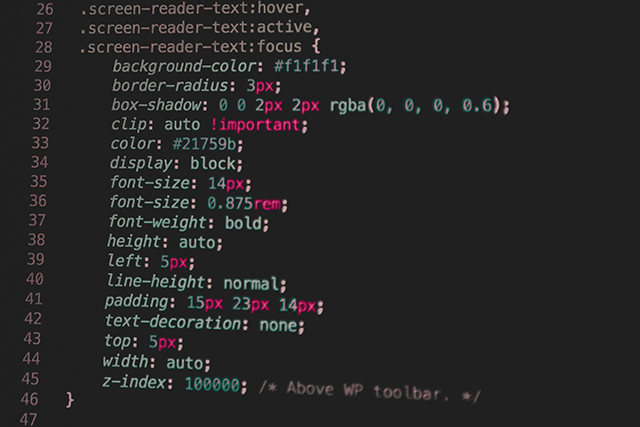 26 .screen-reader-text:hover,
27 .screen-reader-text:active,
28 .screen-reader-text:focus {
29 background-color: #f1f1f1;
30 border-radius: 3px;
31 box-shadow: 0 0 2px 2px rgba(0, 0, 0, 0.6);
32 clip: auto !important;
33 color: #21759b;
34 display: block;
35 font-size: 14px;
36 font-size: 0.875rem;
37 font-weight: bold;
38 height: auto;
39 left: 5px;
40 line-height: normal;
41 padding: 15px 23px 14px;
42 text-decoration: none;
43 top: 5px;
44 width: auto;
45 z-index: 100000; /* Above WP toolbar. */
46 }
47